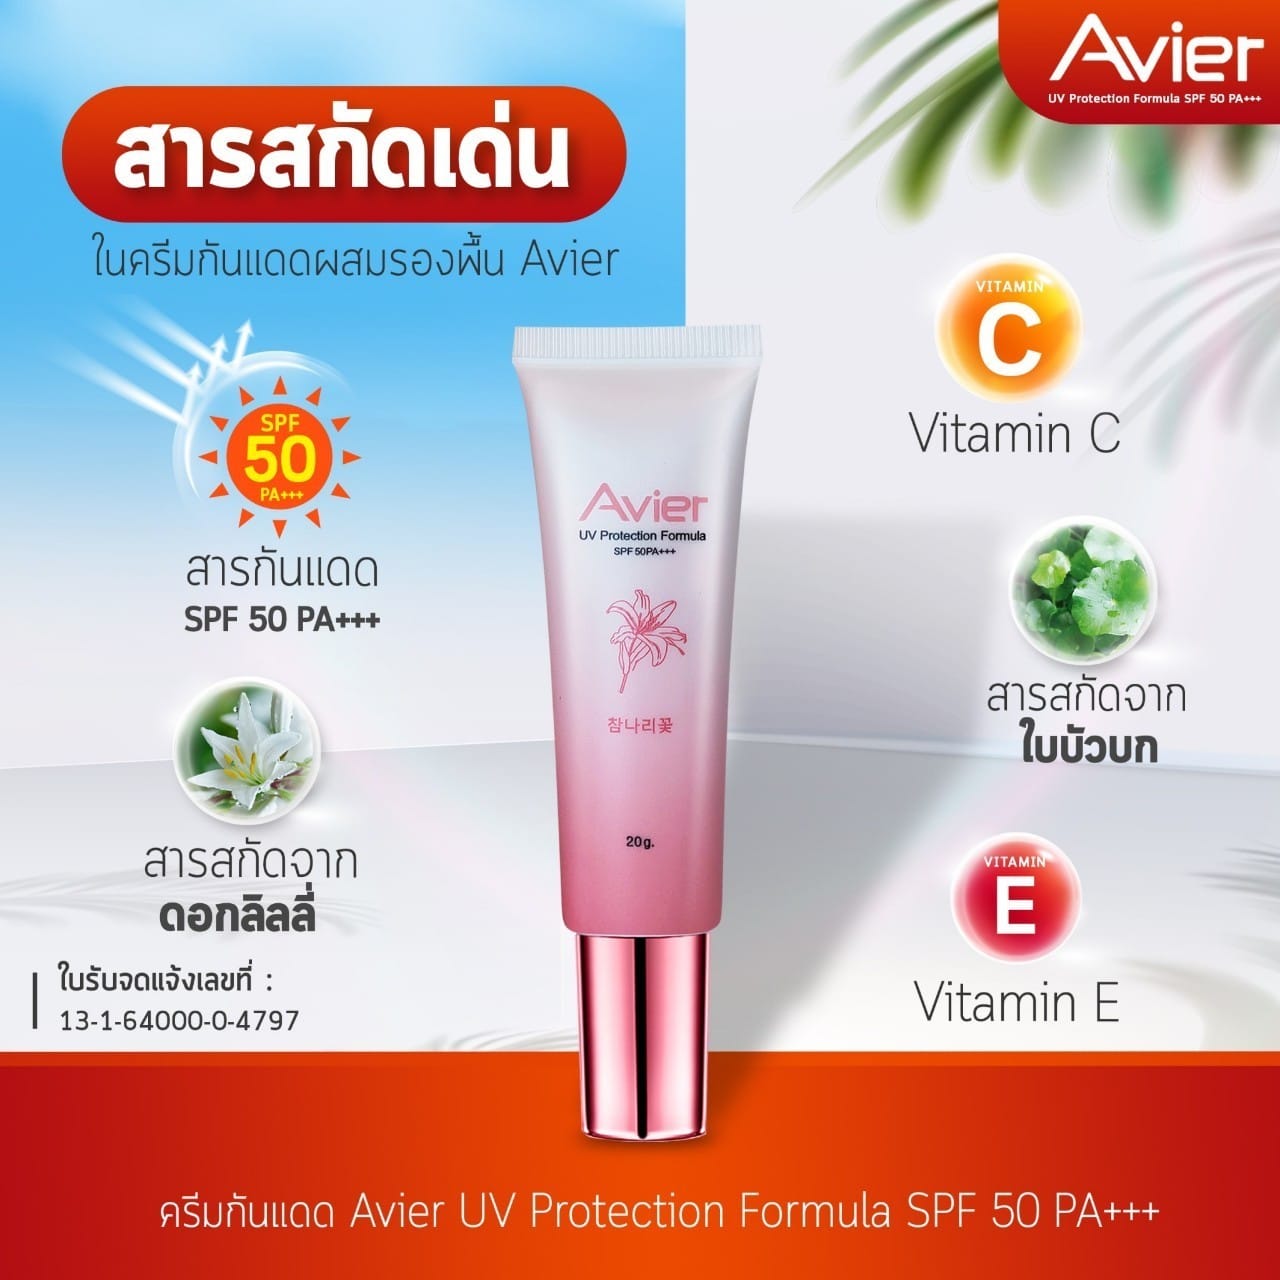 Avier
UV Protection Formula SPF 50 PA+++
สารสกัดเด่น
ในครีมกันแดดผสมรองพื้น Avier
SPF
50
PA+++
สารกันแดด
SPF 50 PA+++
สารสกัดจาก
ดอกลิลลี่
ใบรับจดแจ้งเลขที่ :
13-1-64000-0-4797
Avier
UV Protection Formula
SPF 50PA+++
참나리꽃
20g.
VITAMIN
C
Vitamin C
สารสกัดจาก
ใบบัวบก
VITAMIN
E
Vitamin E
ครีมกันแดด Avier UV Protection Formula SPF 50 PA+++